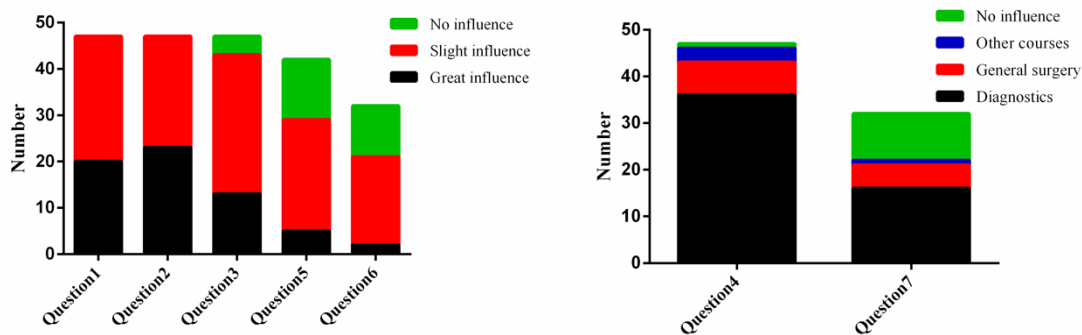 50
40
30
20
10
0
Number
Question1
Question2
Question3
Question5
Question6
No influence
Slight influence
Great influence
50
40
30
20
10
0
Number
Question4
Question7
No influence
Other courses
General surgery
Diagnostics